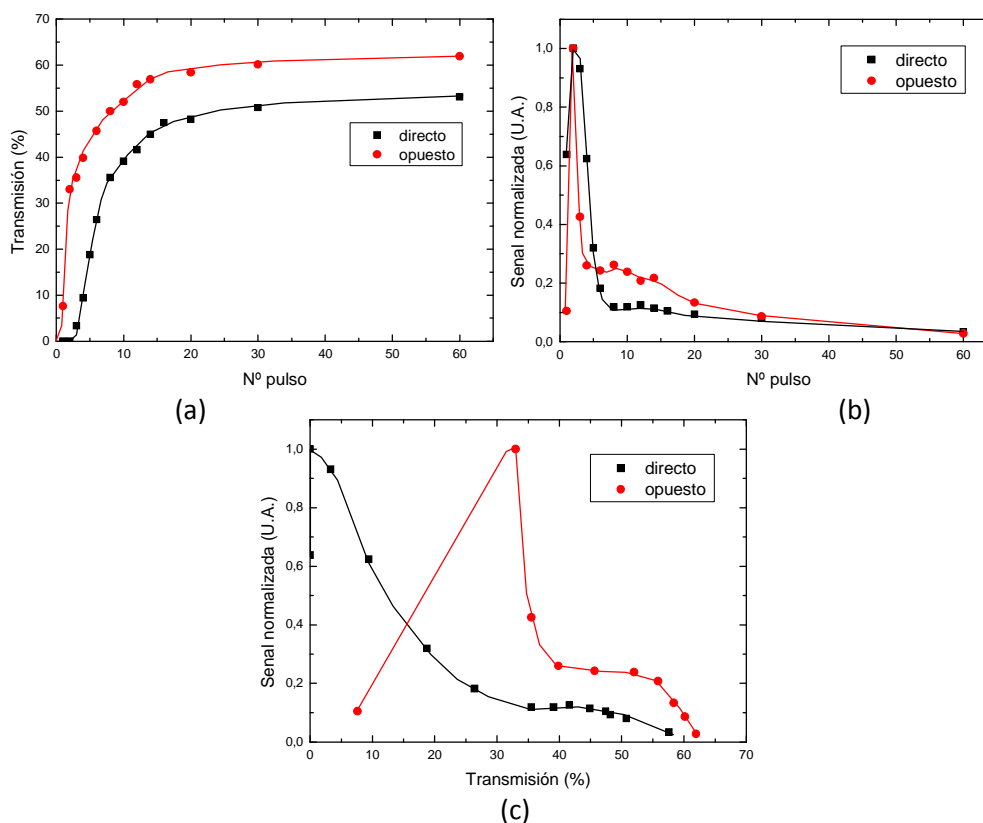 70
60
50
40
30
20
10
0
0 10 20 30 40 50 60
Transmisión (%)
Nº pulso
directo
opuesto
(a)
1,0
0,8
0,6
0,4
0,2
0,0
0 10 20 30 40 50 60
Senal normalizada (U.A.)
Nº pulso
directo
opuesto
(b)
1,0
0,8
0,6
0,4
0,2
0,0
0 10 20 30 40 50 60 70
Senal normalizada (U.A.)
Transmisión (%)
directo
opuesto
(c)